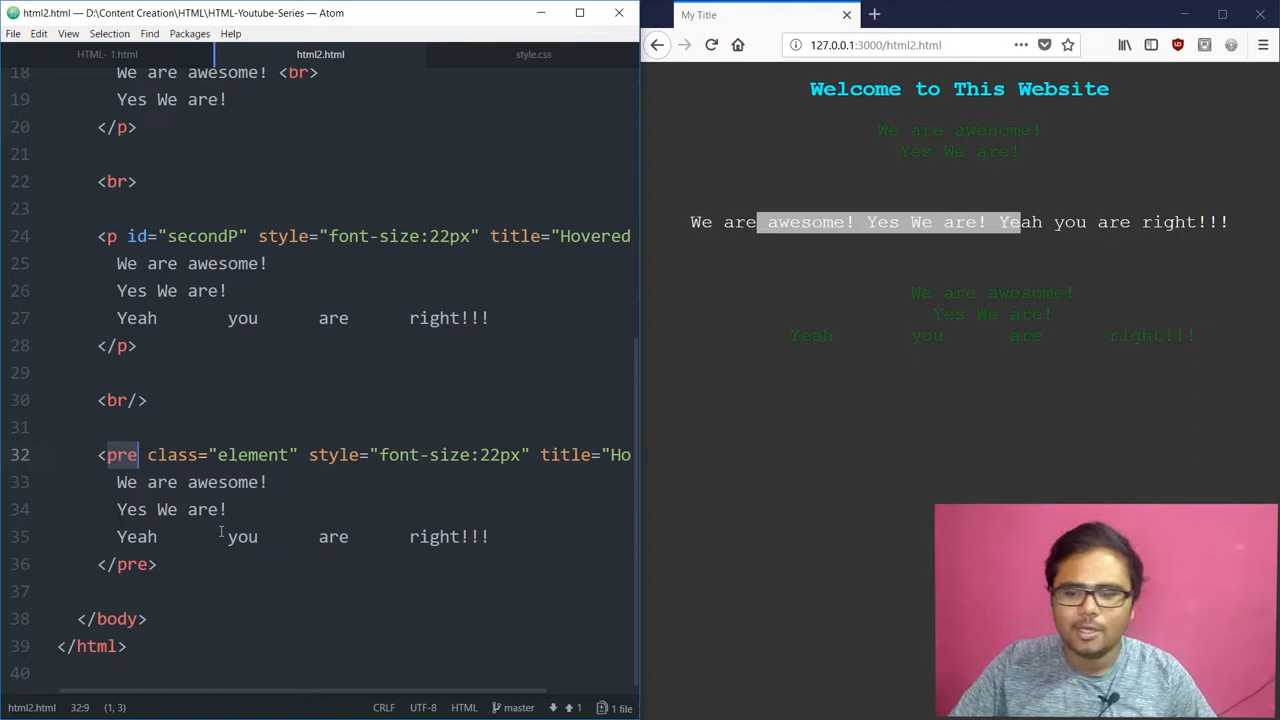 html2.html — D:\Content Creation\HTML\HTML-Youtube-Series — Atom
File Edit View Selection Find Packages Help
HTML- 1.html html2.html style.css
18 We are awesome! <br>
19 Yes We are!
20 </p>
21
22 <br>
23
24 <p id="secondP" style="font-size:22px" title="Hovered
25 We are awesome!
26 Yes We are!
27 Yeah you are right!!!
28 </p>
29
30 <br/>
31
32 <pre class="element" style="font-size:22px" title="Ho
33 We are awesome!
34 Yes We are!
35 Yeah you are right!!!
36 </pre>
37
38 </body>
39 </html>
40
html2.html 32:9 (1, 3) CRLF UTF-8 HTML master 1 1 file
My Title
127.0.0.1:3000/html2.html
Welcome to This Website
We are awesome!
Yes We are!
We are awesome! Yes We are! Yeah you are right!!!
We are awesome!
Yes We are!
Yeah you are right!!!